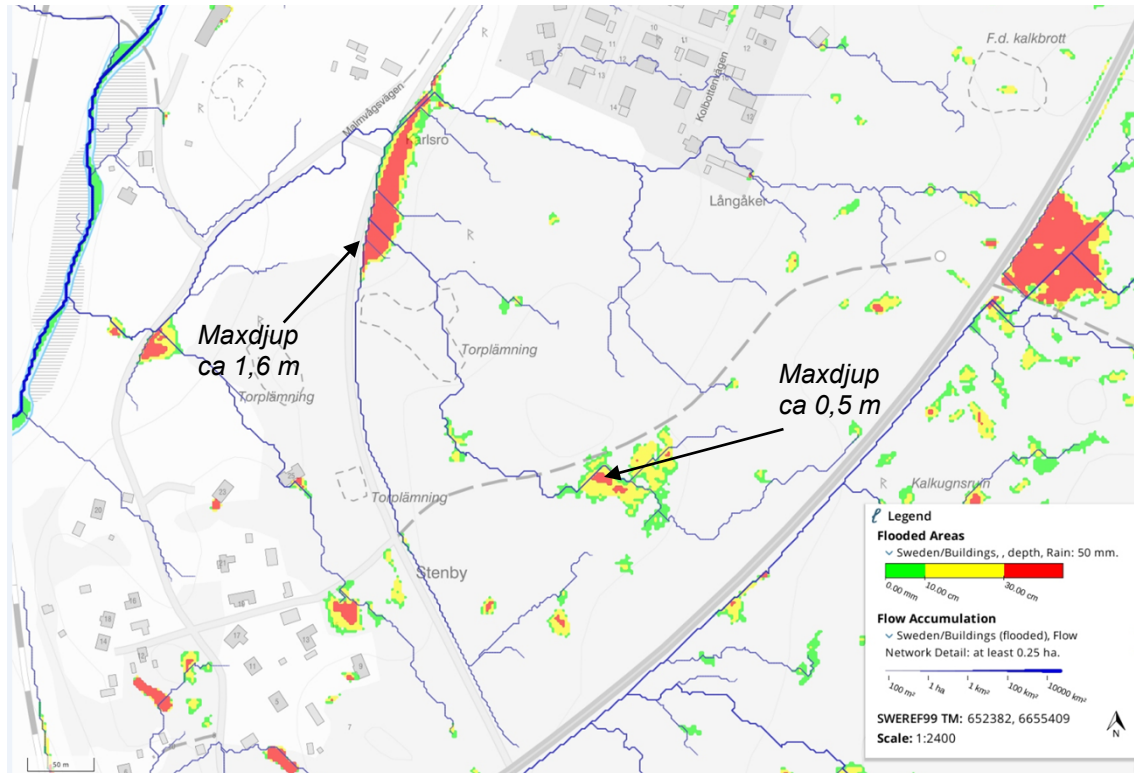 F.d. kalkbrott
Malmvägsvägen
Kolbottenvägen
arlsro
Långåker
Maxdjup
ca 1,6 m
Torplämning
Maxdjup
ca 0,5 m
Torplämning
Torplämning
Kalkugnsruin
Stenby
Legend
Flooded Areas
Sweden/Buildings, , depth, Rain: 50 mm.
0.00 mm 10.00 cm 30.00 cm
Flow Accumulation
Sweden/Buildings (flooded), Flow
Network Detail: at least 0.25 ha.
100 m² 1 ha 1 km² 100 km² 10000 km²
SWEREF99 TM: 652382, 6655409
Scale: 1:2400
N
50 m